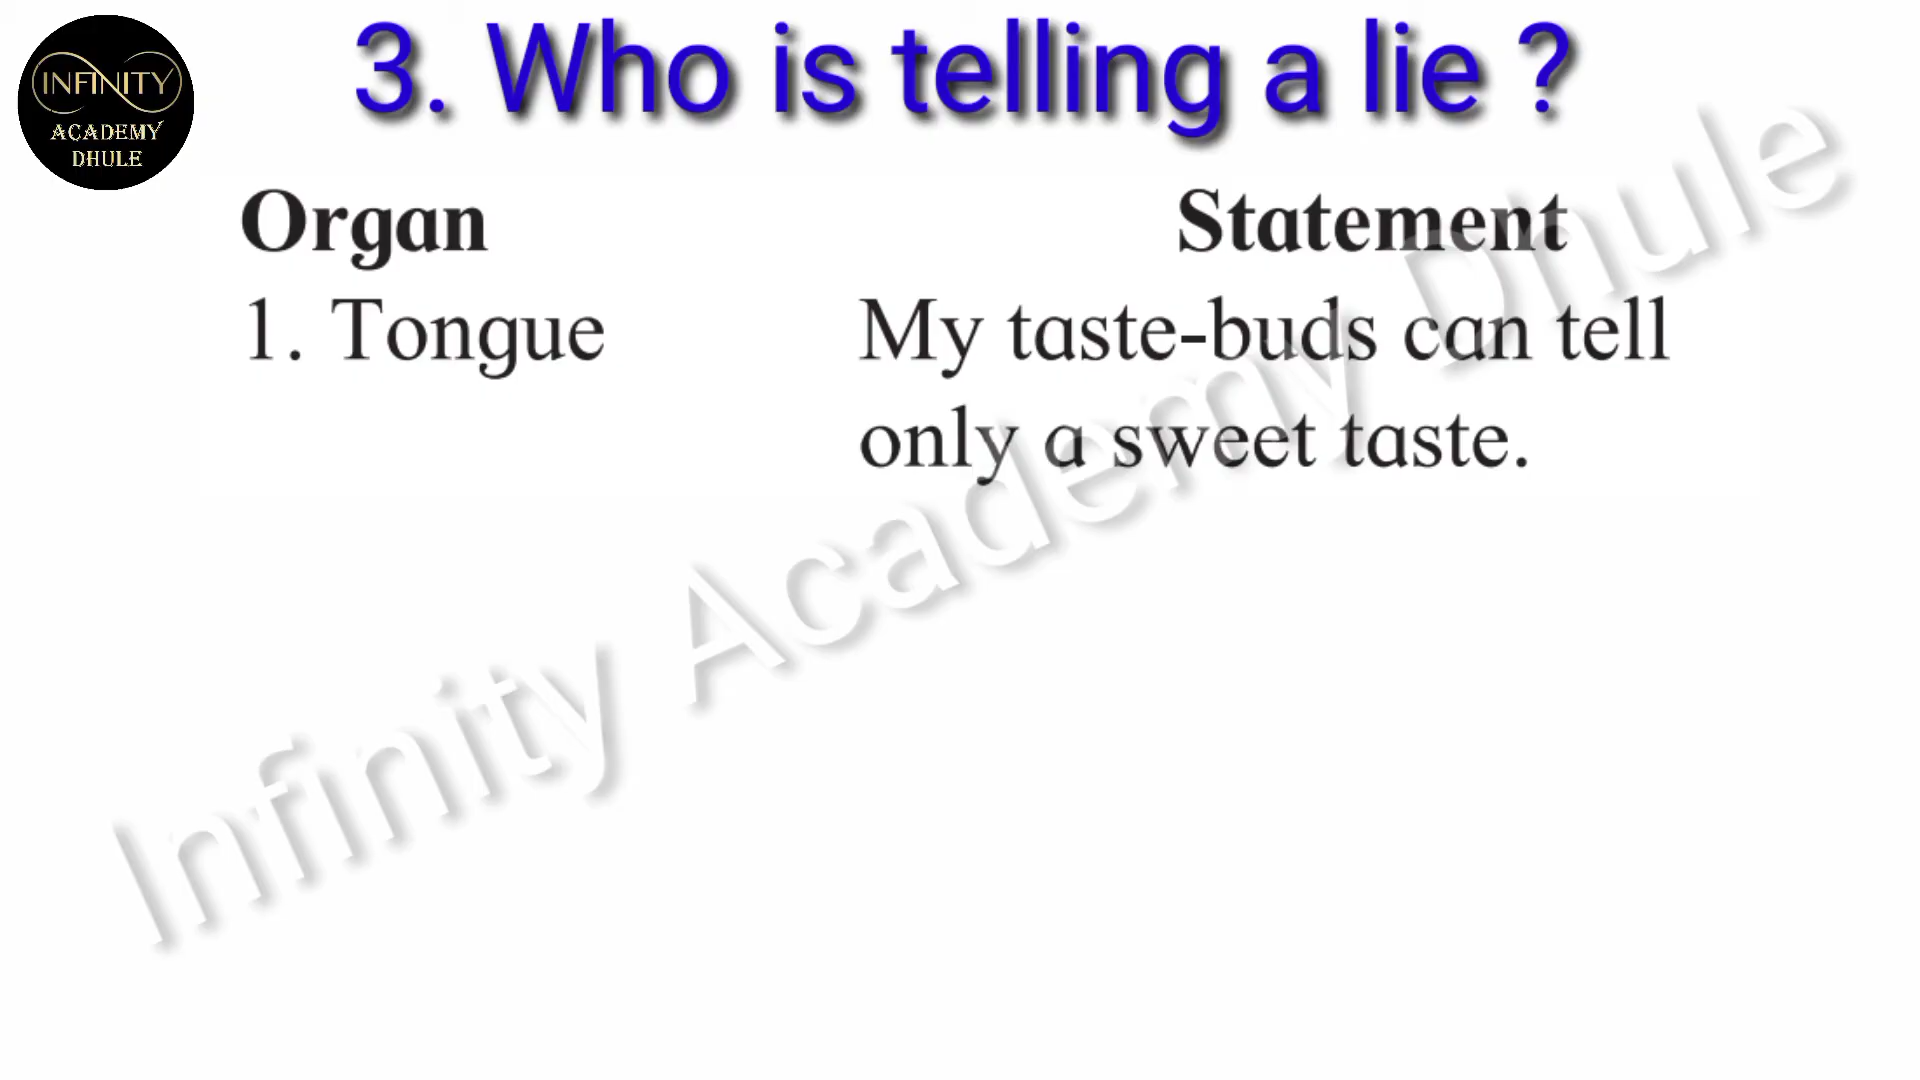 INFINITY
ACADEMY
DHULE
3. Who is telling a lie ?
Organ Statement
1. Tongue My taste-buds can tell
only a sweet taste.
Infinity Academy Dhule